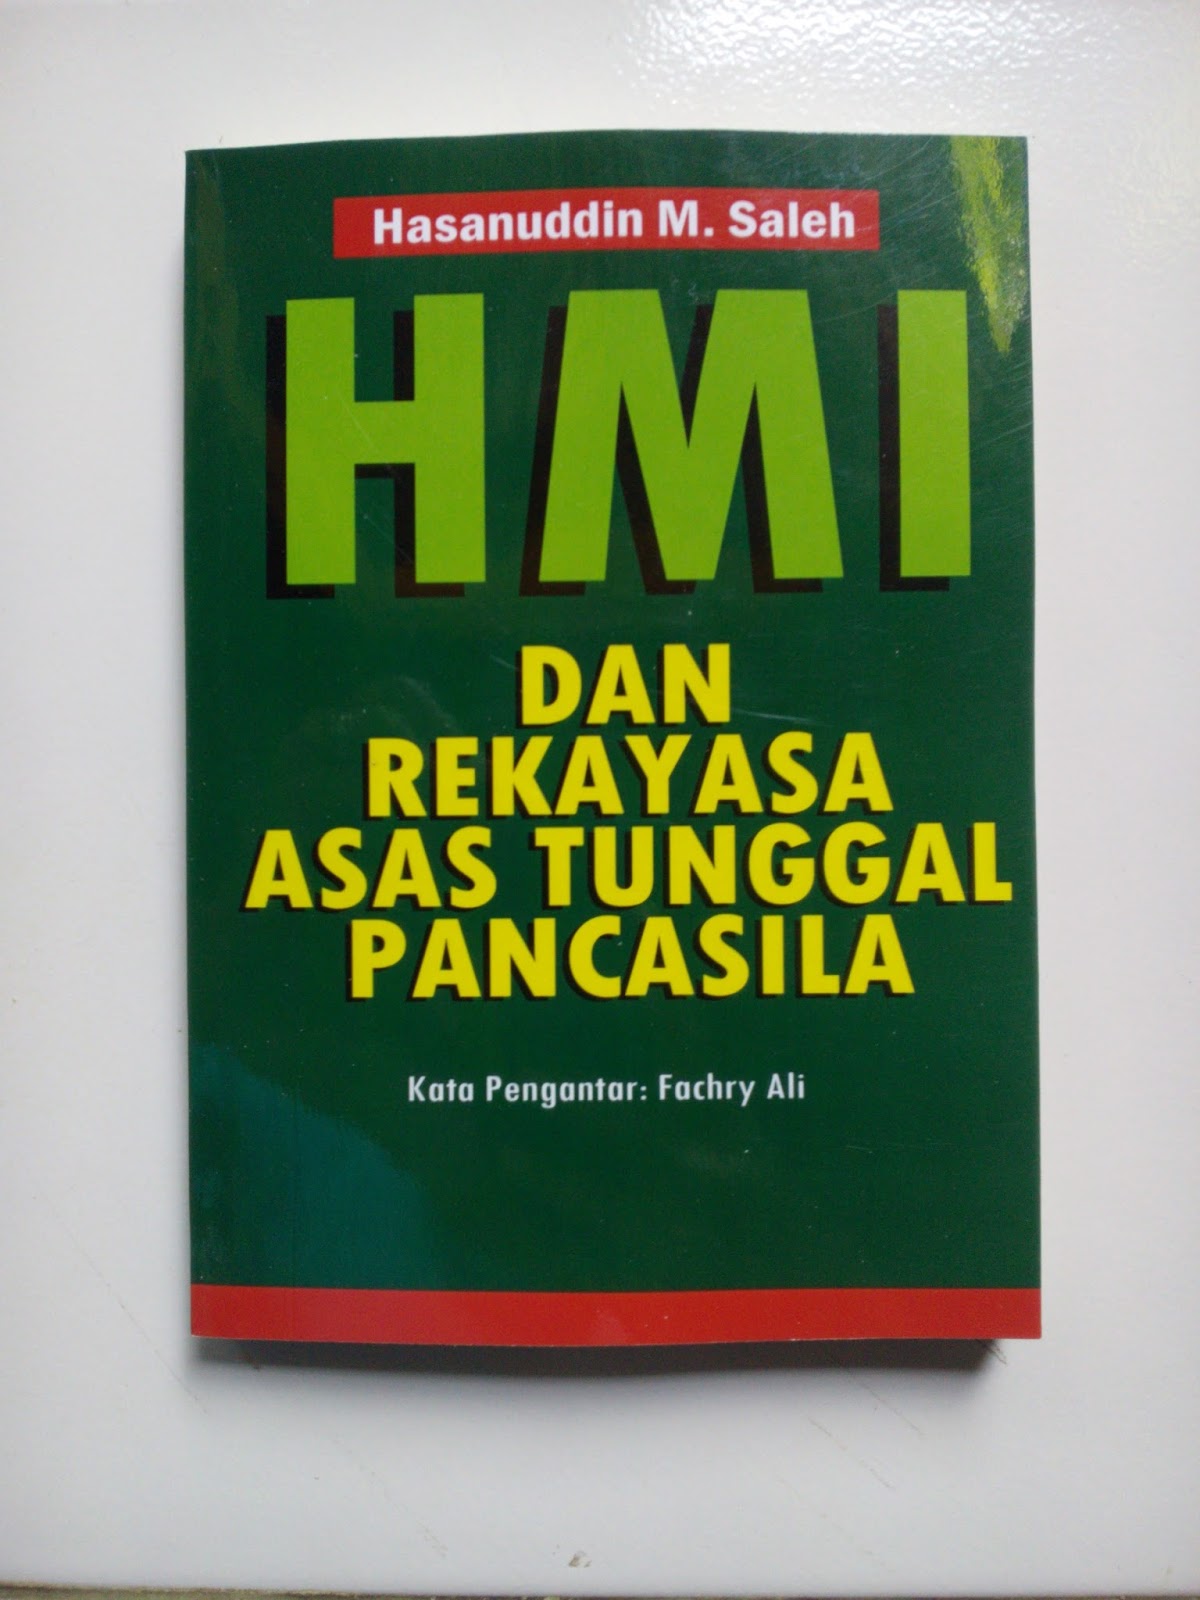 Hasanuddin M. Saleh
HMI
DAN
REKAYASA
ASAS TUNGGAL
PANCASILA
Kata Pengantar: Fachry Ali